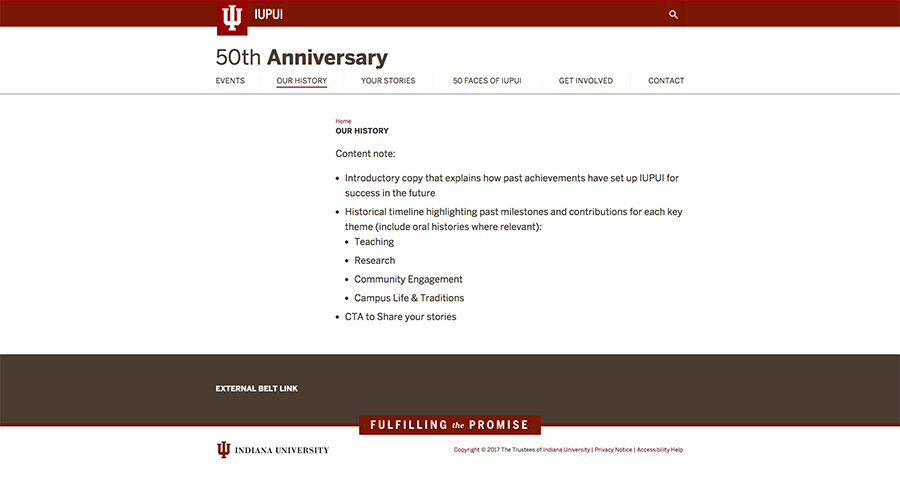 IUPUI
50th Anniversary
EVENTS OUR HISTORY YOUR STORIES 50 FACES OF IUPUI GET INVOLVED CONTACT
Home
OUR HISTORY
Content note:
• Introductory copy that explains how past achievements have set up IUPUI for
success in the future
• Historical timeline highlighting past milestones and contributions for each key
theme (include oral histories where relevant):
• Teaching
• Research
• Community Engagement
• Campus Life & Traditions
• CTA to Share your stories
EXTERNAL BELT LINK
FULFILLING the PROMISE
INDIANA UNIVERSITY
Copyright © 2017 The Trustees of Indiana University | Privacy Notice | Accessibility Help